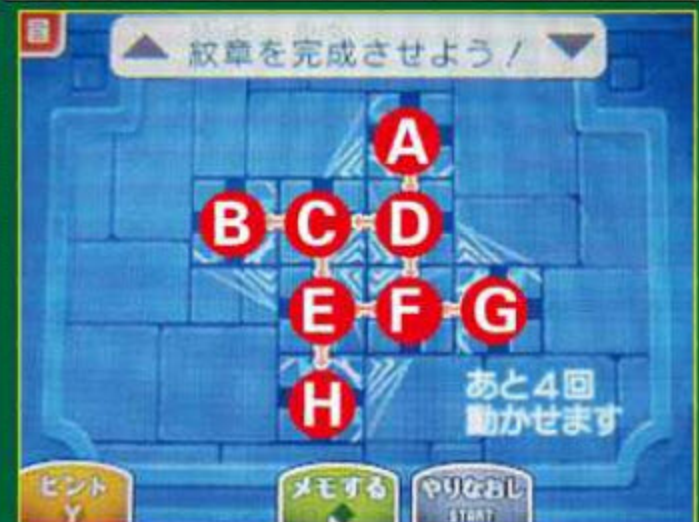 紋章を完成させよう!
A
B C D
E F G
H
あと4回
動かせます
ヒント
Y
メモする
やりなおし
START